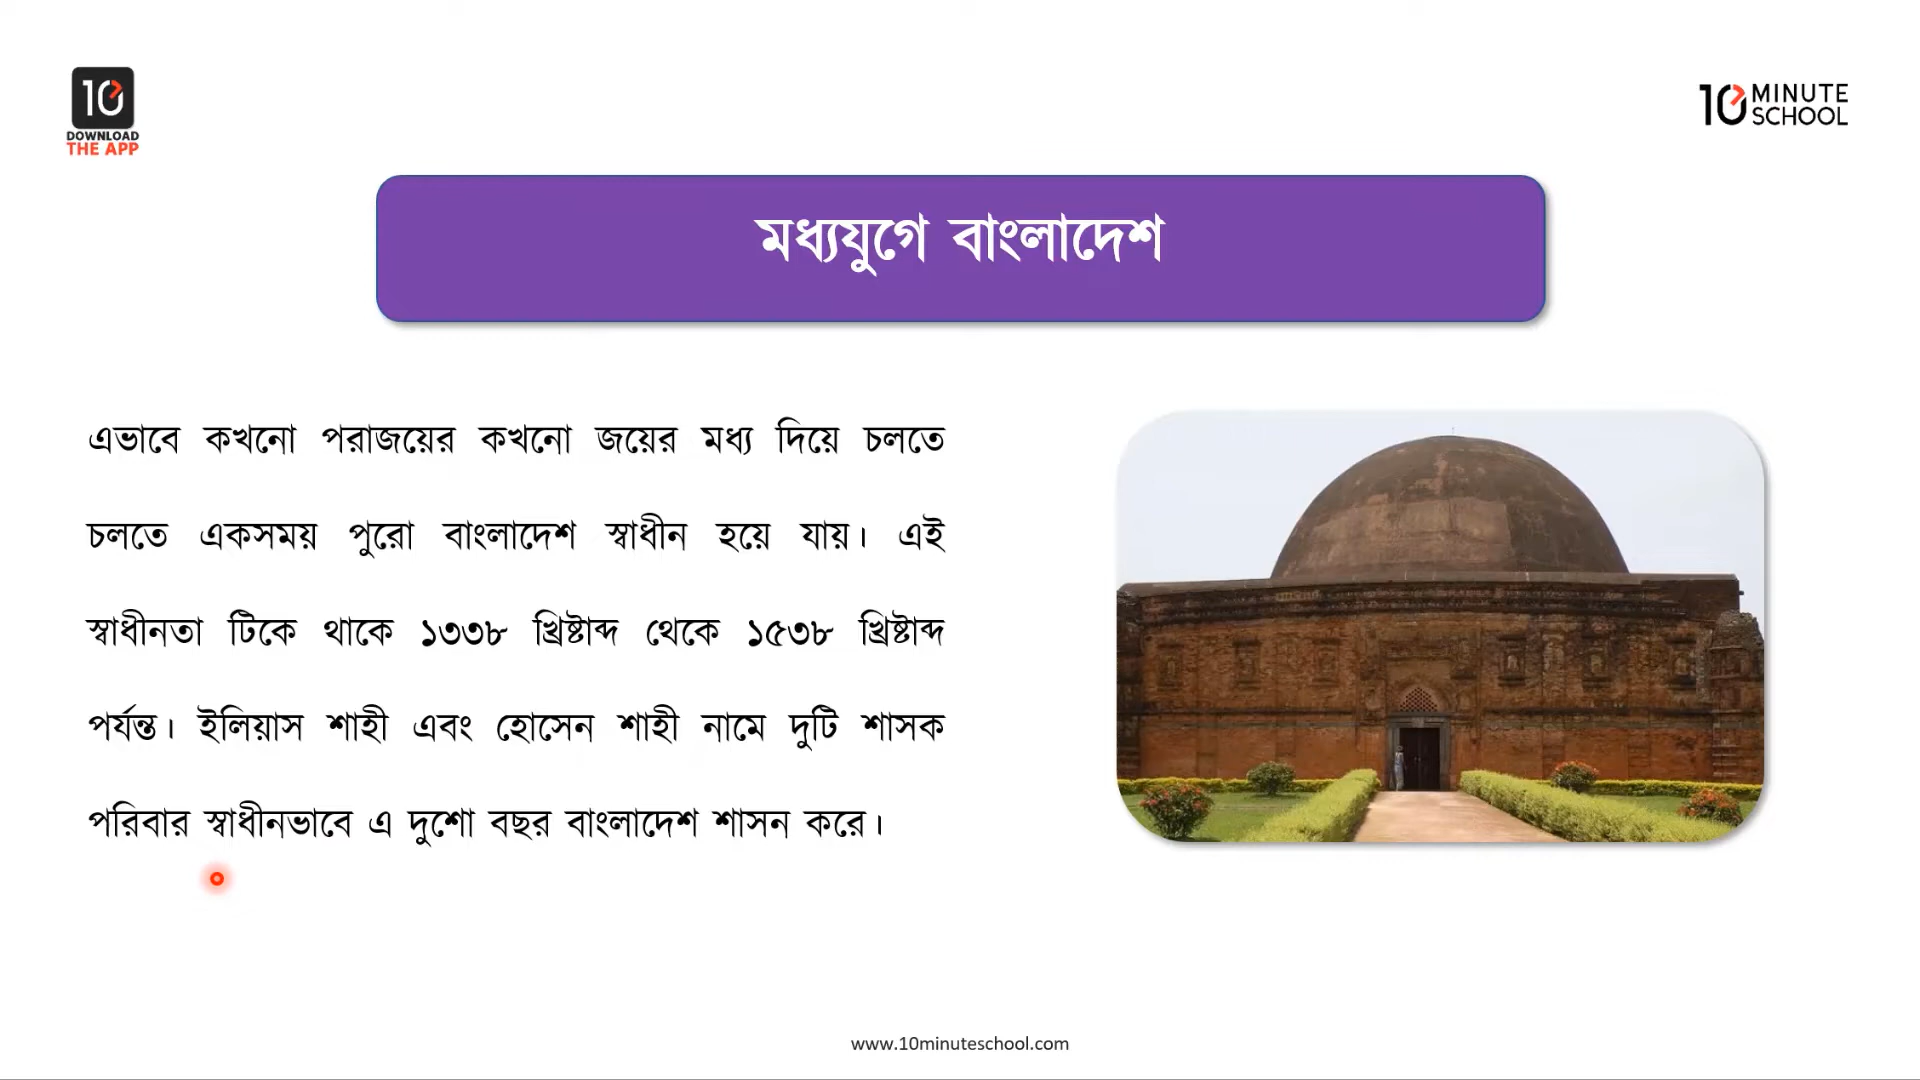 10
DOWNLOAD
THE APP
10 MINUTE
SCHOOL
মধ্যযুগে বাংলাদেশ
এভাবে কখনো পরাজয়ের কখনো জয়ের মধ্য দিয়ে চলতে
চলতে একসময় পুরো বাংলাদেশ স্বাধীন হয়ে যায়। এই
স্বাধীনতা টিকে থাকে ১৩৩৮ খ্রিষ্টাব্দ থেকে ১৫৩৮ খ্রিষ্টাব্দ
পর্যন্ত। ইলিয়াস শাহী এবং হোসেন শাহী নামে দুটি শাসক
পরিবার স্বাধীনভাবে এ দুশো বছর বাংলাদেশ শাসন করে।
www.10minuteschool.com